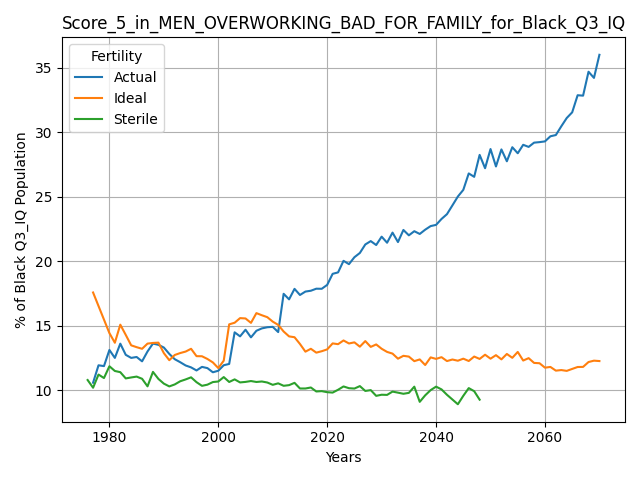 Score_5_in_MEN_OVERWORKING_BAD_FOR_FAMILY_for_Black_Q3_IQ
Fertility
Actual
Ideal
Sterile
% of Black Q3_IQ Population
35
30
25
20
15
10
1980
2000
2020
2040
2060
Years